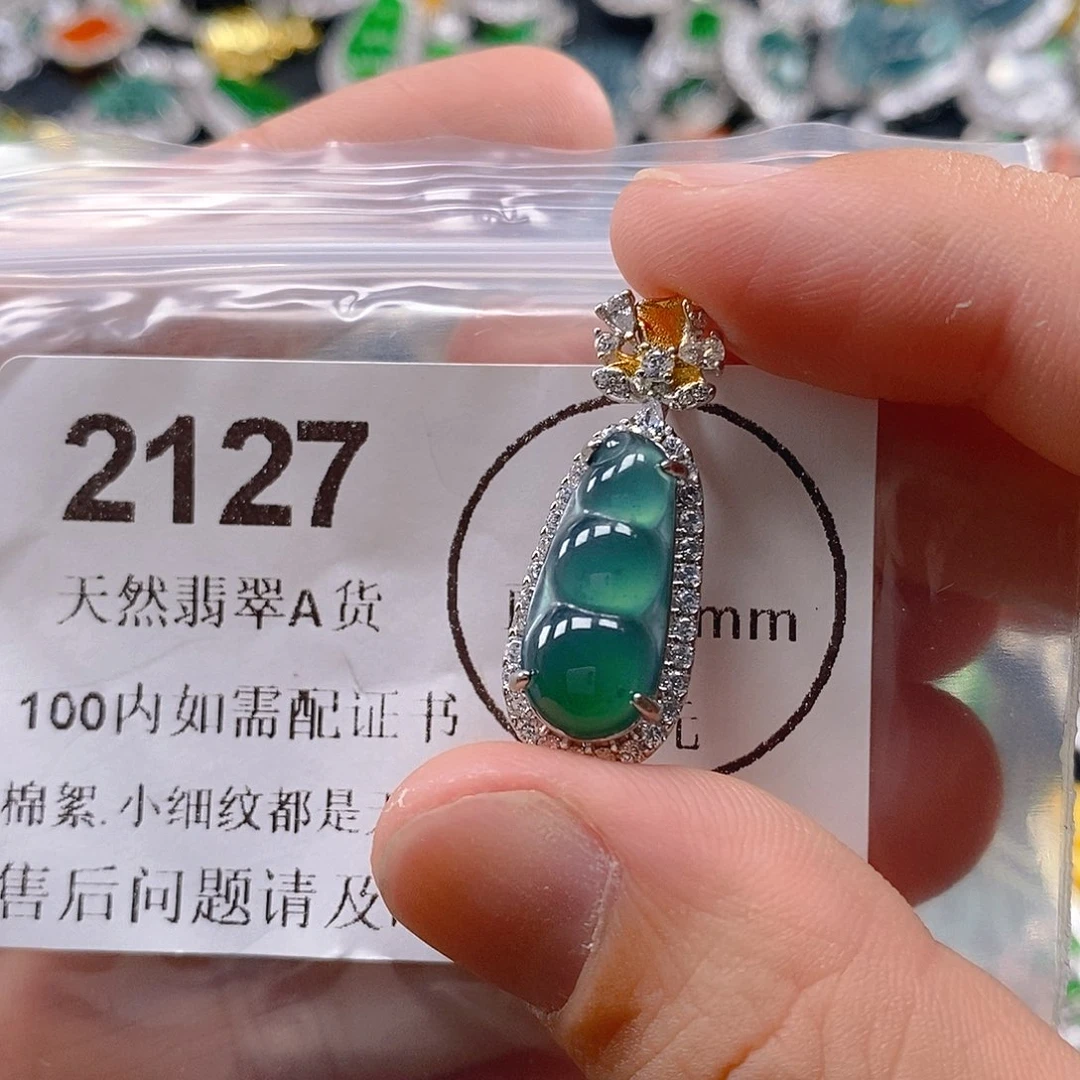 2127
天然翡翠A货
mm
100内如需配证书
元
棉絮.小细纹都是
售后问题请及